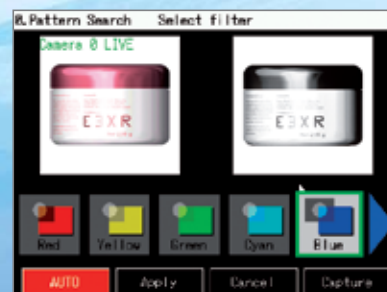 0.Pattern Search Select filter
Camera 0 LIVE
E3XR
E3XR
Red Yellow Green Cyan Blue
AUTO Apply Cancel Capture